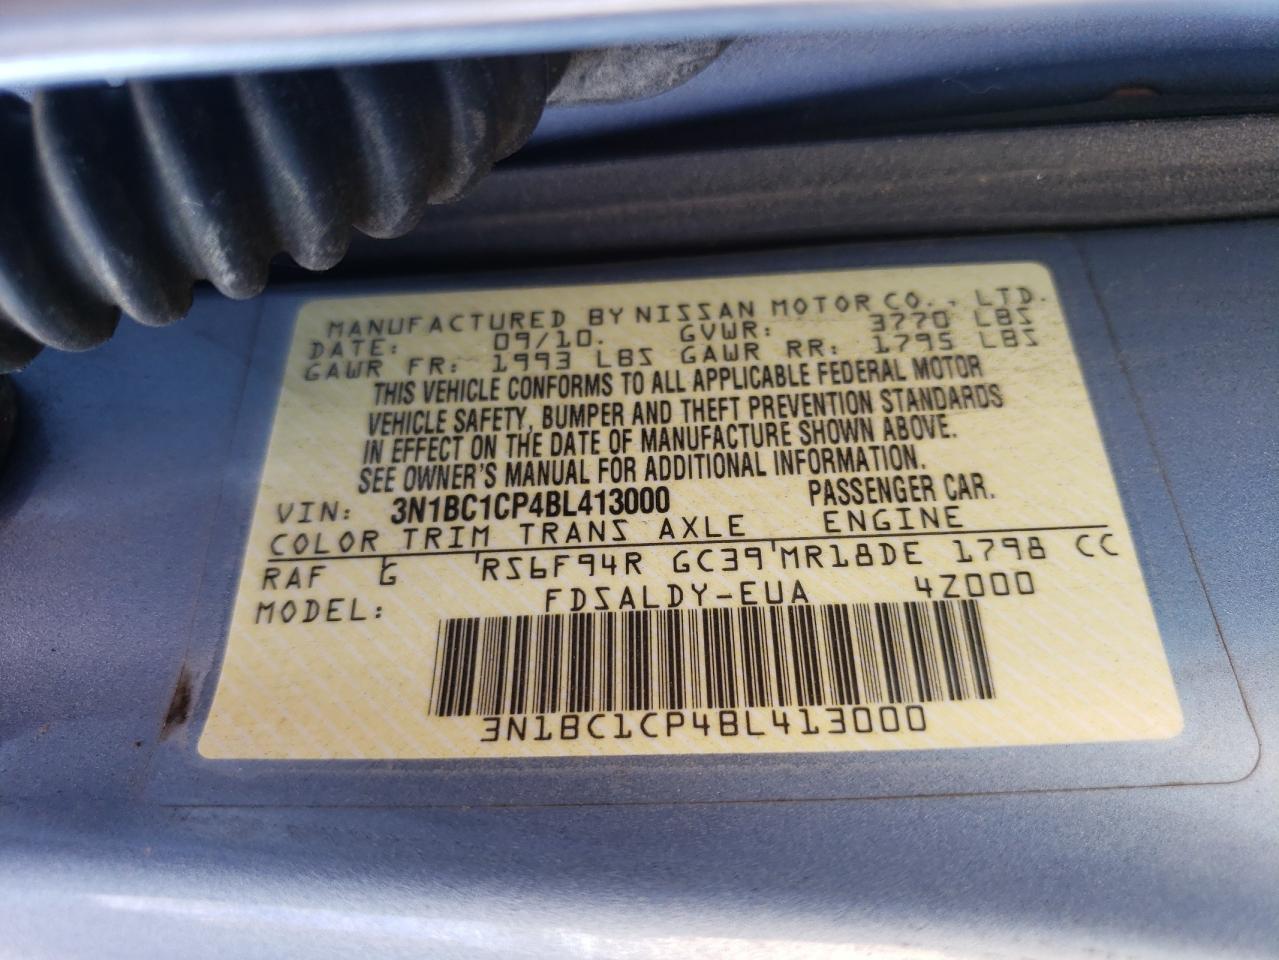 MANUFACTURED BY NISSAN MOTOR CO., LTD.
DATE: 09/10. GVWR: 3770 LBS
GAWR FR: 1993 LBS GAWR RR: 1795 LBS
THIS VEHICLE CONFORMS TO ALL APPLICABLE FEDERAL MOTOR
VEHICLE SAFETY, BUMPER AND THEFT PREVENTION STANDARDS
IN EFFECT ON THE DATE OF MANUFACTURE SHOWN ABOVE.
SEE OWNER'S MANUAL FOR ADDITIONAL INFORMATION.
VIN: 3N1BC1CP4BL413000 PASSENGER CAR.
COLOR TRIM TRANS AXLE ENGINE
RAF G RS6F94R GC39 MR18DE 1798 CC
MODEL: FDSALDY-EUA 4Z000
3N1BC1CP4BL413000